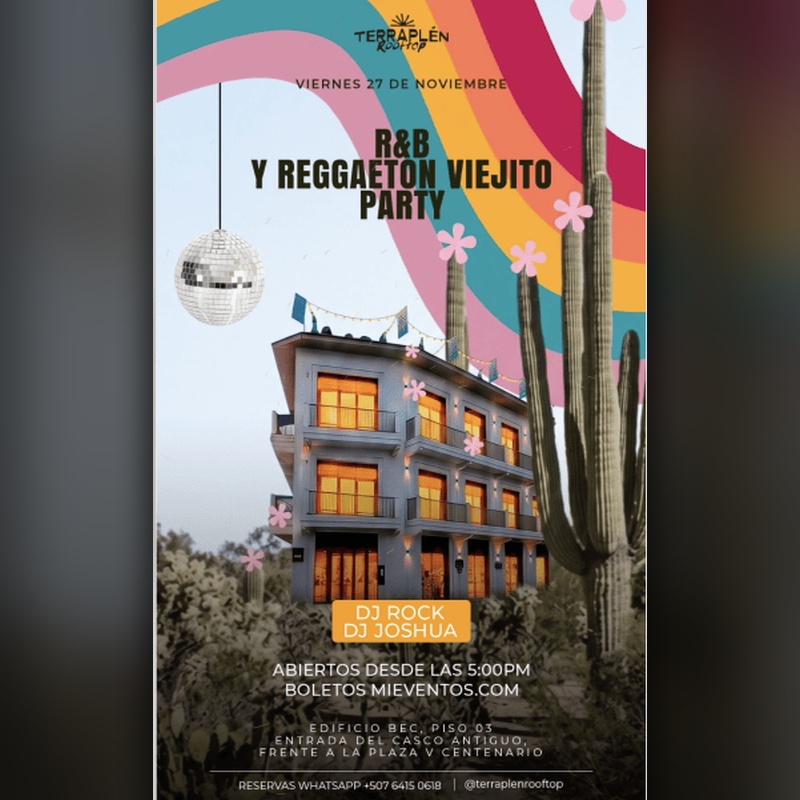 TERRAPLÉN
Rooftop
VIERNES 27 DE NOVIEMBRE
R&B
Y REGGAETON VIEJITO
PARTY
DJ ROCK
DJ JOSHUA
ABIERTOS DESDE LAS 5:00PM
BOLETOS MIEVENTOS.COM
EDIFICIO BEC, PISO 03
ENTRADA DEL CASCO ANTIGUO,
FRENTE A LA PLAZA V CENTENARIO
RESERVAS WHATSAPP +507 6415 0618 | @terraplenrooftop